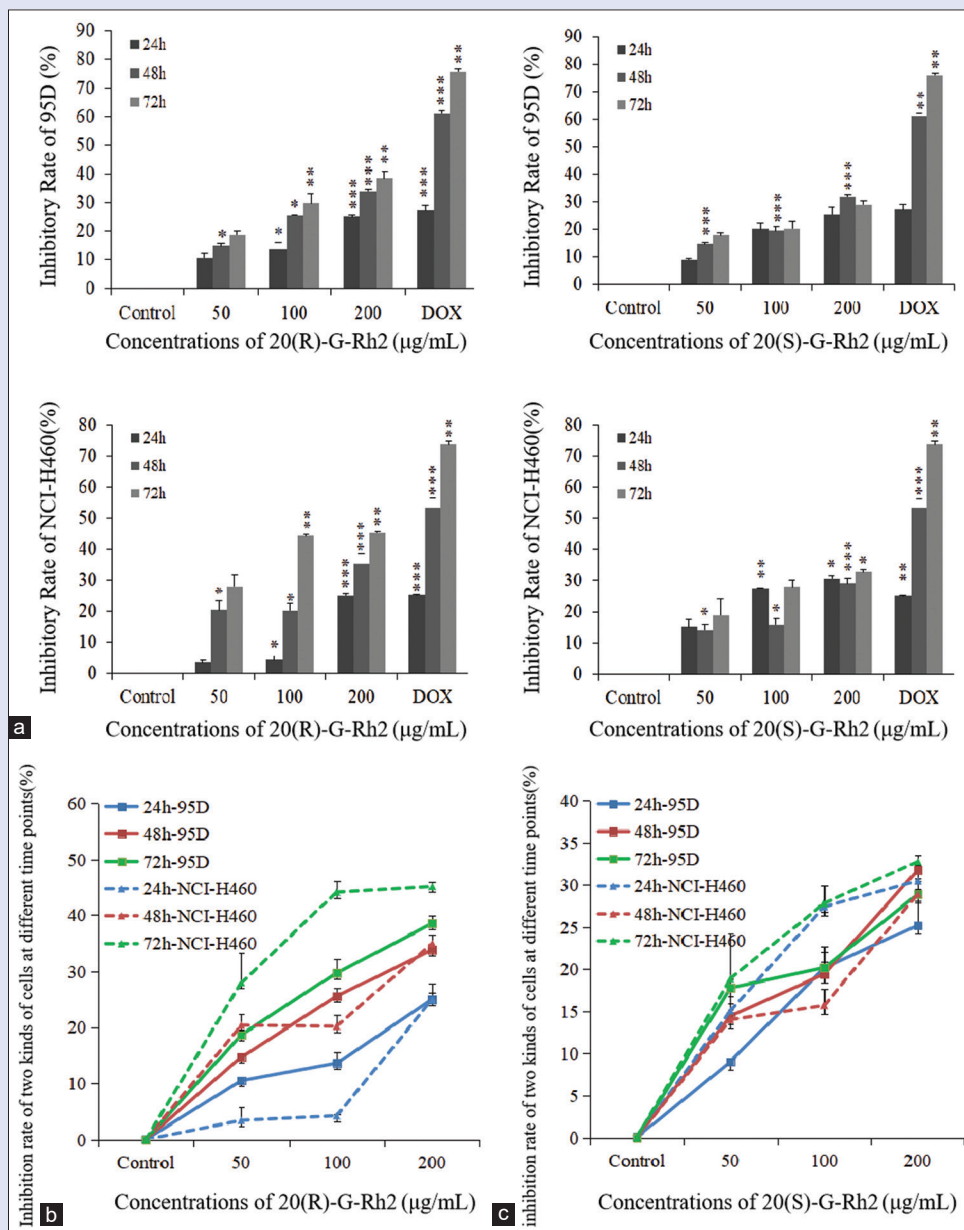 Inhibitory Rate of 95D (%)
90
80
70
60
50
40
30
20
10
0
24h
48h
72h
*
*
*
**
***
***
**
***
***
**
Control 50 100 200 DOX
Concentrations of 20(R)-G-Rh2 (μg/mL)
Inhibitory Rate of 95D (%)
90
80
70
60
50
40
30
20
10
0
24h
48h
72h
***
***
***
**
**
Control 50 100 200 DOX
Concentrations of 20(S)-G-Rh2 (μg/mL)
Inhibitory Rate of NCI-H460(%)
80
70
60
50
40
30
20
10
0
24h
48h
72h
*
*
*
**
***
***
**
***
***
**
Control 50 100 200 DOX
Concentrations of 20(R)-G-Rh2 (μg/mL)
Inhibitory Rate of NCI-H460(%)
80
70
60
50
40
30
20
10
0
24h
48h
72h
*
**
*
*
***
*
**
***
**
Control 50 100 200 DOX
Concentrations of 20(S)-G-Rh2 (μg/mL)
a
Inhibition rate of two kinds of cells at different time points(%)
60
50
40
30
20
10
0
24h-95D
48h-95D
72h-95D
24h-NCI-H460
48h-NCI-H460
72h-NCI-H460
Control 50 100 200
Concentrations of 20(R)-G-Rh2 (μg/mL)
b
inhibition rate of two kinds of cells at different time points(%)
40
35
30
25
20
15
10
5
0
24h-95D
48h-95D
72h-95D
24h-NCI-H460
48h-NCI-H460
72h-NCI-H460
Control 50 100 200
Concentrations of 20(S)-G-Rh2 (μg/mL)
c